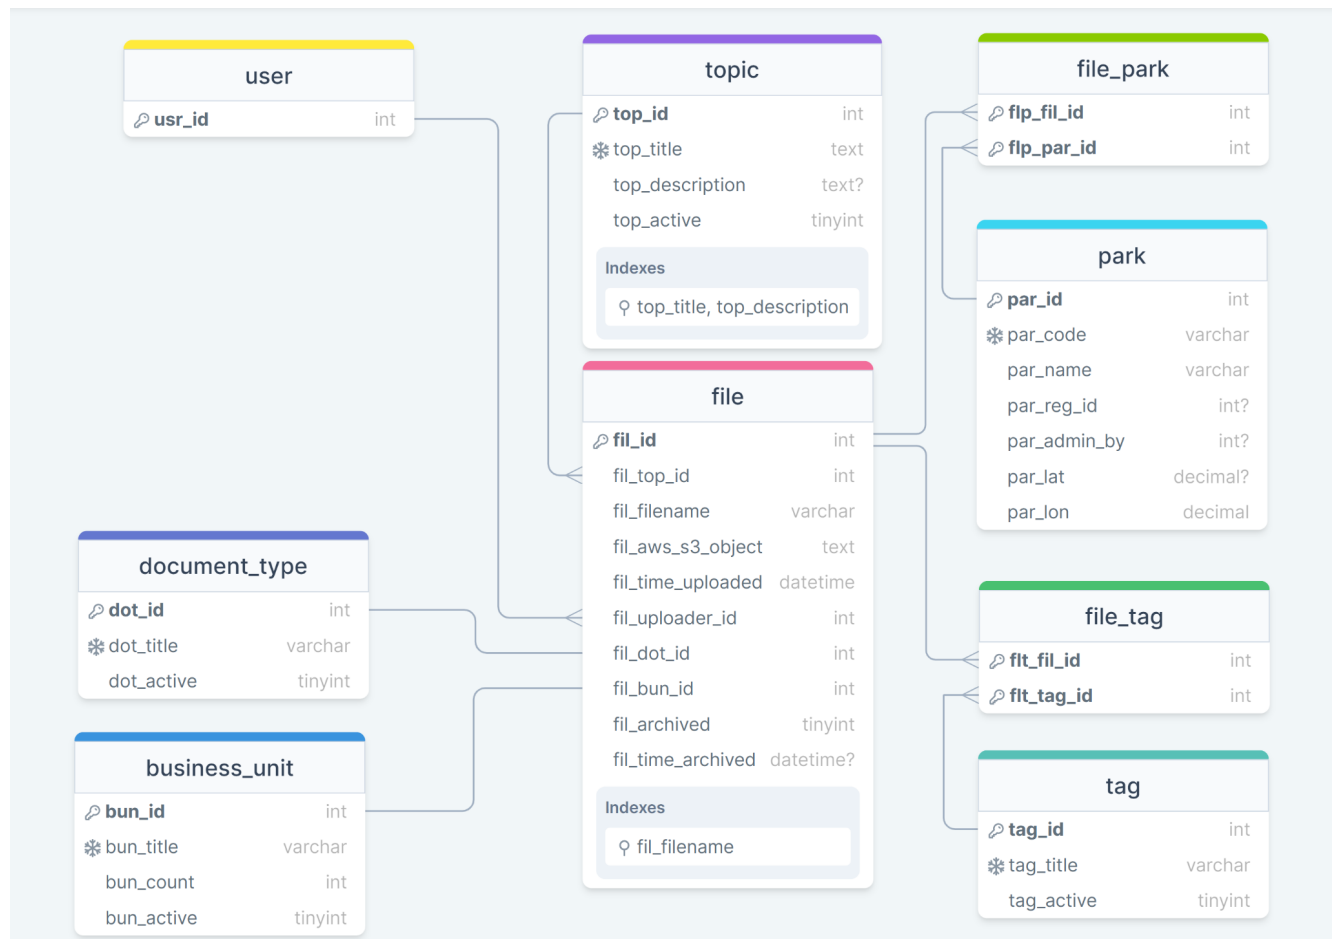 user
usr_id int
topic
top_id int
top_title text
top_description text?
top_active tinyint
Indexes
top_title, top_description
file_park
flp_fil_id int
flp_par_id int
park
par_id int
par_code varchar
par_name varchar
par_reg_id int?
par_admin_by int?
par_lat decimal?
par_lon decimal
file
fil_id int
fil_top_id int
fil_filename varchar
fil_aws_s3_object text
fil_time_uploaded datetime
fil_uploader_id int
fil_dot_id int
fil_bun_id int
fil_archived tinyint
fil_time_archived datetime?
Indexes
fil_filename
document_type
dot_id int
dot_title varchar
dot_active tinyint
business_unit
bun_id int
bun_title varchar
bun_count int
bun_active tinyint
file_tag
flt_fil_id int
flt_tag_id int
tag
tag_id int
tag_title varchar
tag_active tinyint